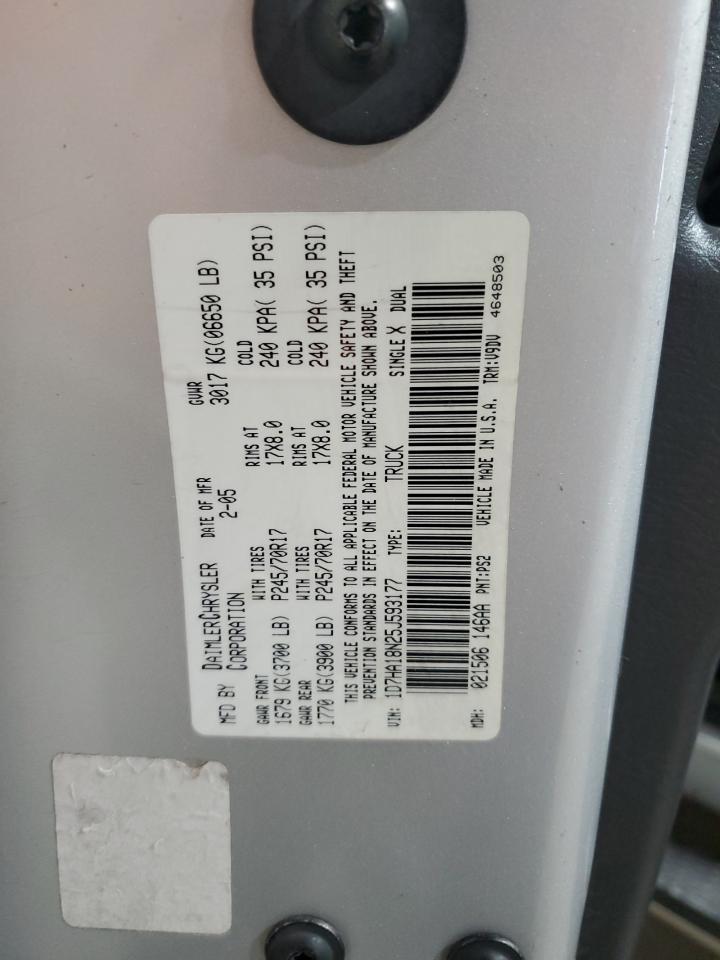 MFD BY DAIMLERCHRYSLER CORPORATION DATE OF MFR 2-05 GVWR 3017 KG(06650 LB)
GAWR FRONT WITH TIRES RIMS AT COLD
1679 KG(3700 LB) P245/70R17 17X8.0 240 KPA( 35 PSI)
GAWR REAR WITH TIRES RIMS AT COLD
1770 KG(3900 LB) P245/70R17 17X8.0 240 KPA( 35 PSI)
THIS VEHICLE CONFORMS TO ALL APPLICABLE FEDERAL MOTOR VEHICLE SAFETY AND THEFT
PREVENTION STANDARDS IN EFFECT ON THE DATE OF MANUFACTURE SHOWN ABOVE.
VIN: 1D7HA18N25J593177 TYPE: TRUCK SINGLE X DUAL
MDH: 021506 146AA PNT:PS2 VEHICLE MADE IN U.S.A. TRM:V9DV 4648503